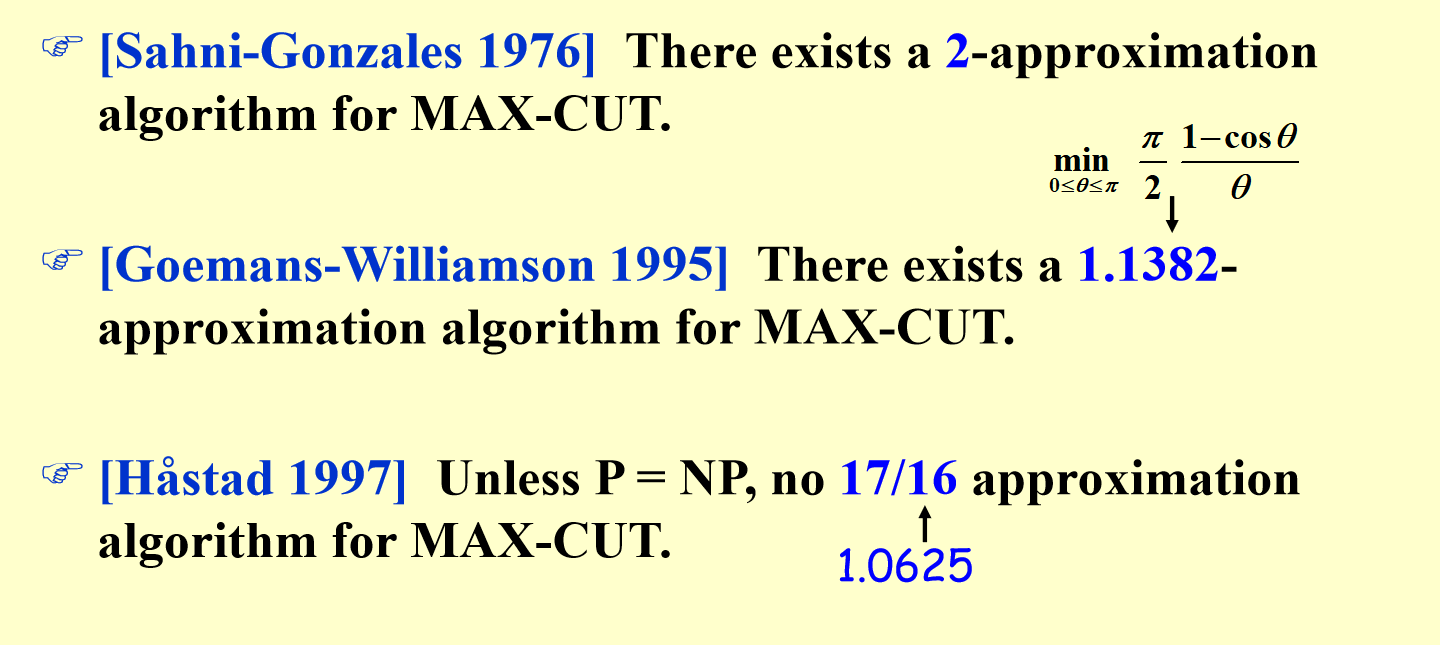 ☞ [Sahni-Gonzales 1976] There exists a 2-approximation
algorithm for MAX-CUT.
min 0≤θ≤π π/2 1−cosθ/θ
☞ [Goemans-Williamson 1995] There exists a 1.1382-
approximation algorithm for MAX-CUT.
☞ [Håstad 1997] Unless P = NP, no 17/16 approximation
algorithm for MAX-CUT.
1.0625